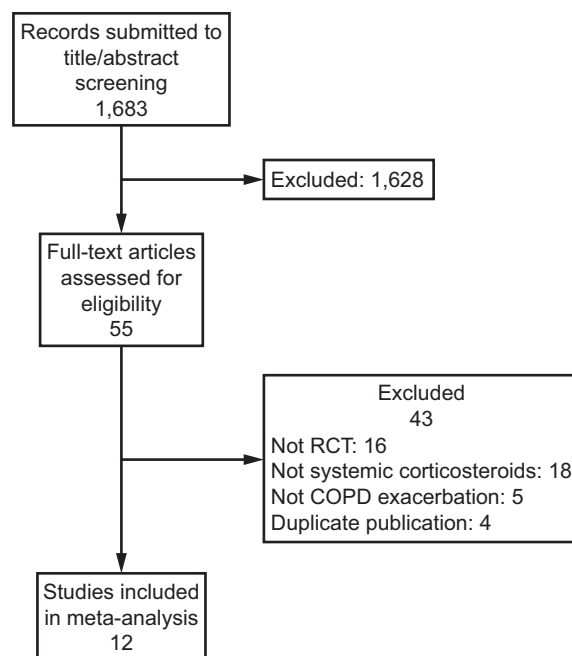 Records submitted to
title/abstract
screening
1,683
Excluded: 1,628
Full-text articles
assessed for
eligibility
55
Excluded
43
Not RCT: 16
Not systemic corticosteroids: 18
Not COPD exacerbation: 5
Duplicate publication: 4
Studies included
in meta-analysis
12